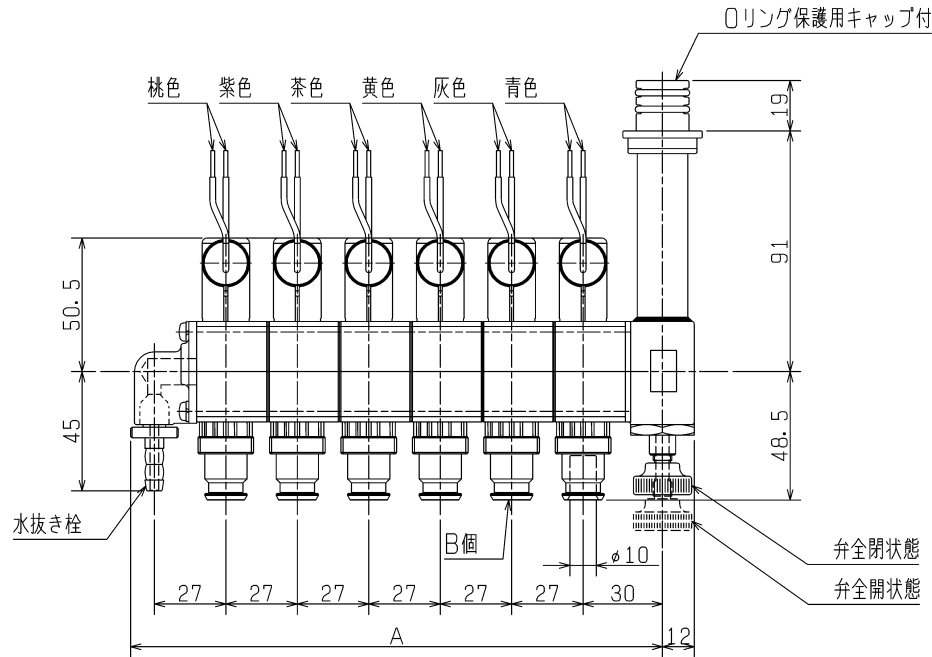 Oリング保護用キャップ付
桃色
紫色
茶色
黄色
灰色
青色
19
91
50.5
45
48.5
水抜き栓
B個
φ10
弁全閉状態
弁全開状態
27
27
27
27
27
27
30
A
12